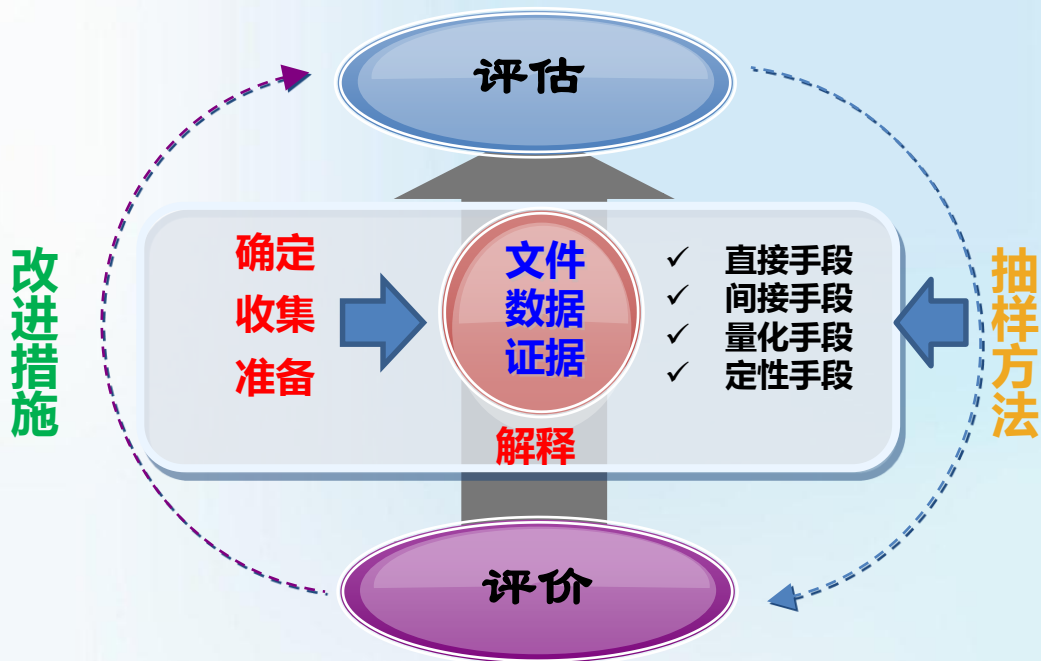 评估
改进措施
确定
收集
准备
文件
数据
证据
✓ 直接手段
✓ 间接手段
✓ 量化手段
✓ 定性手段
抽样方法
解释
评价